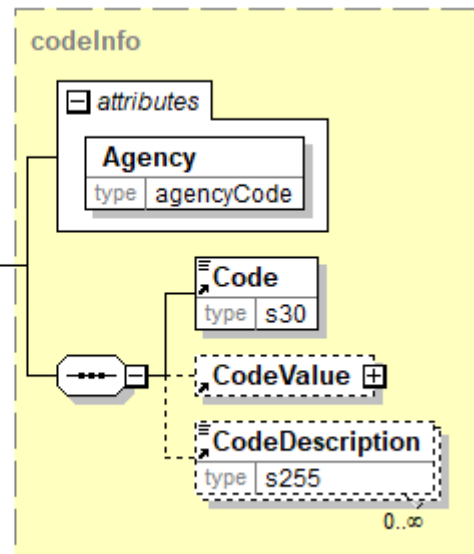 codeInfo
attributes
Agency
type agencyCode
Code
type s30
CodeValue
CodeDescription
type s255
0..∞